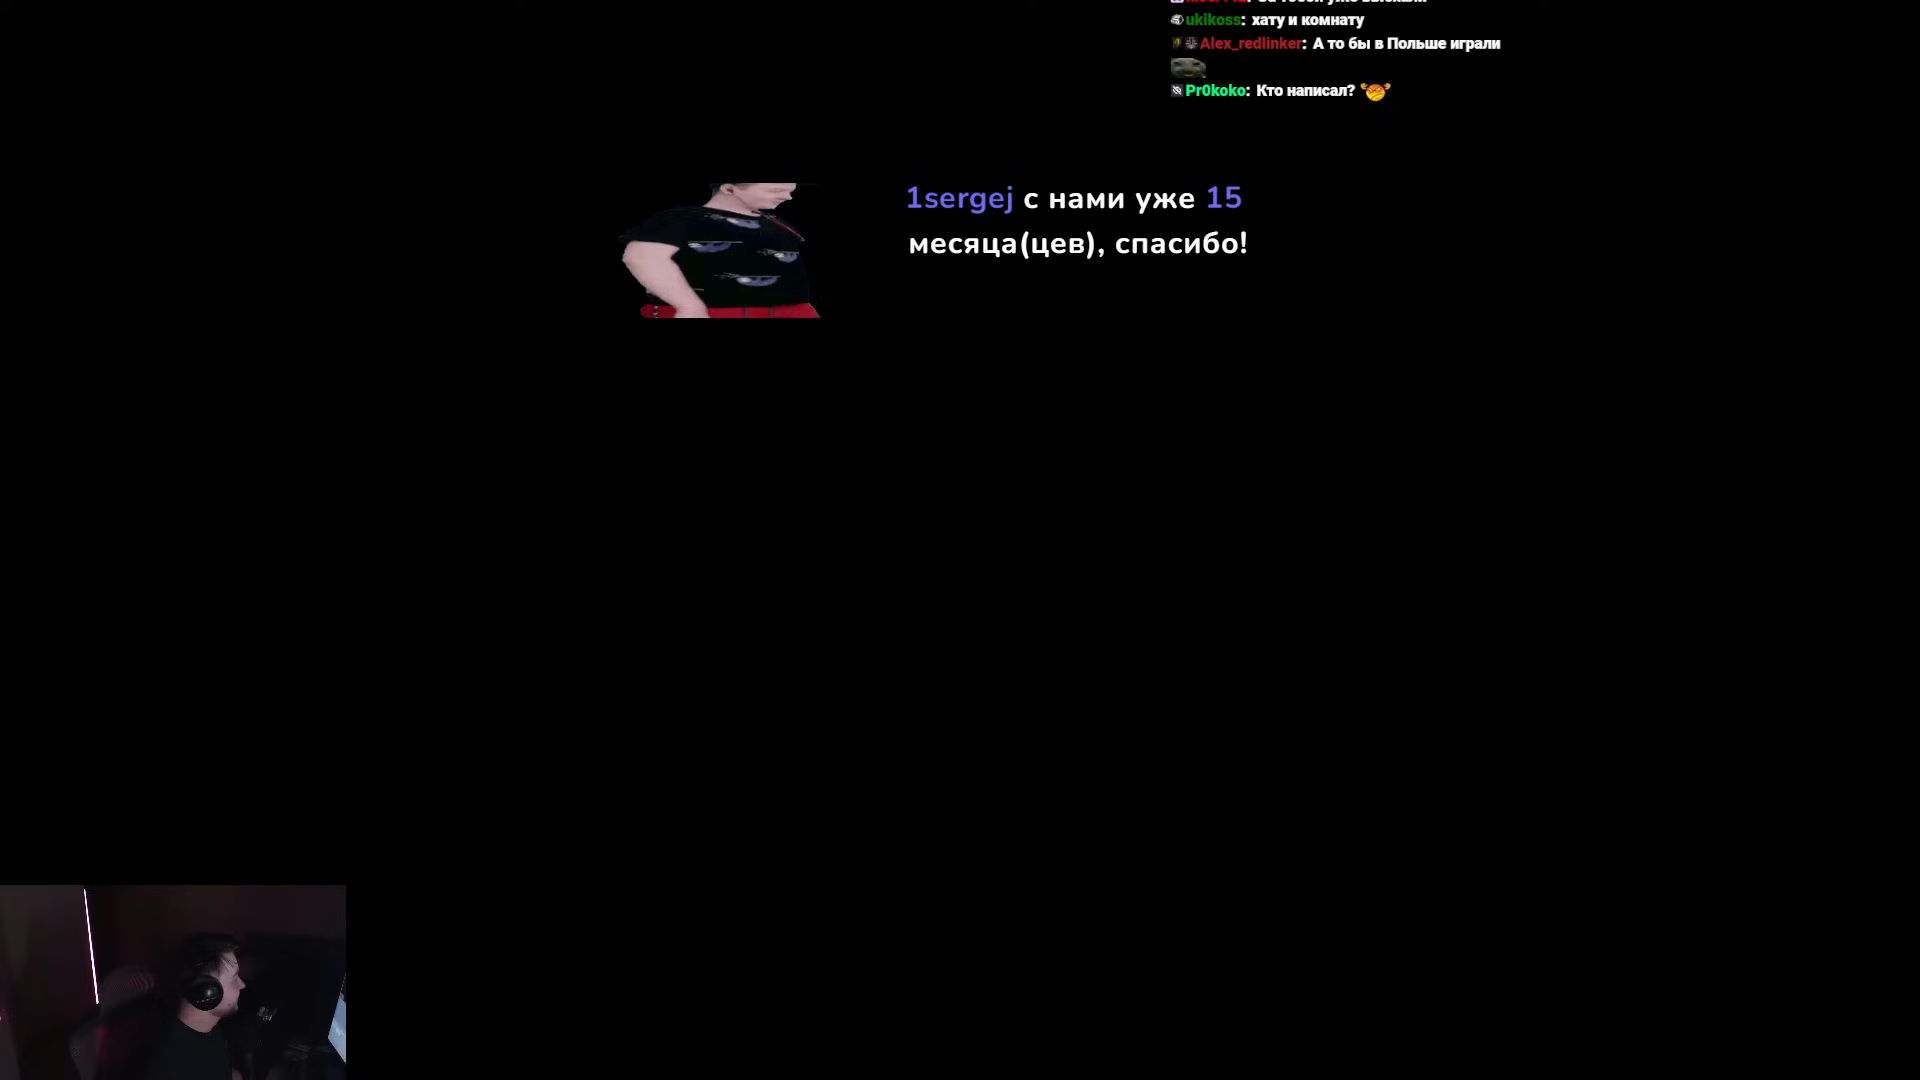 ukikoss: хату и комнату
Alex_redlinker: А то бы в Польше играли
Pr0koko: Кто написал?
1sergej с нами уже 15
месяца(цев), спасибо!